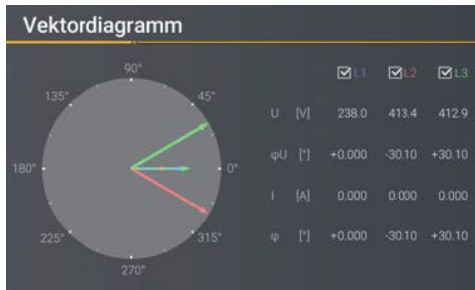 Vektordiagramm
90°
135°
45°
180°
0°
225°
315°
270°
L1 L2 L3
U [V] 238.0 413.4 412.9
φU [°] +0.000 -30.10 +30.10
I [A] 0.000 0.000 0.000
φ [°] +0.000 -30.10 +30.10